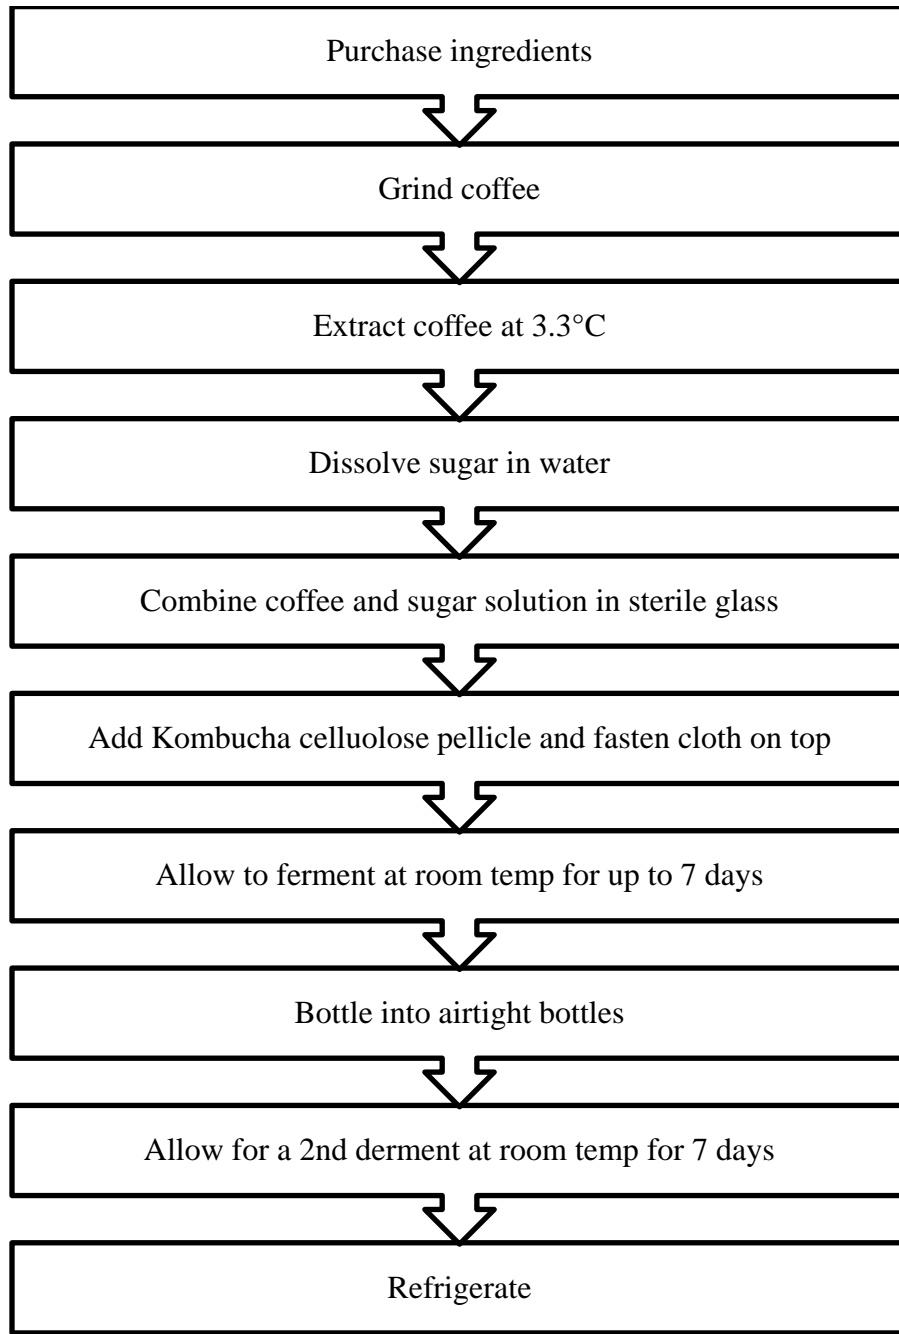 Purchase ingredients
Grind coffee
Extract coffee at 3.3°C
Dissolve sugar in water
Combine coffee and sugar solution in sterile glass
Add Kombucha celluolose pellicle and fasten cloth on top
Allow to ferment at room temp for up to 7 days
Bottle into airtight bottles
Allow for a 2nd derment at room temp for 7 days
Refrigerate